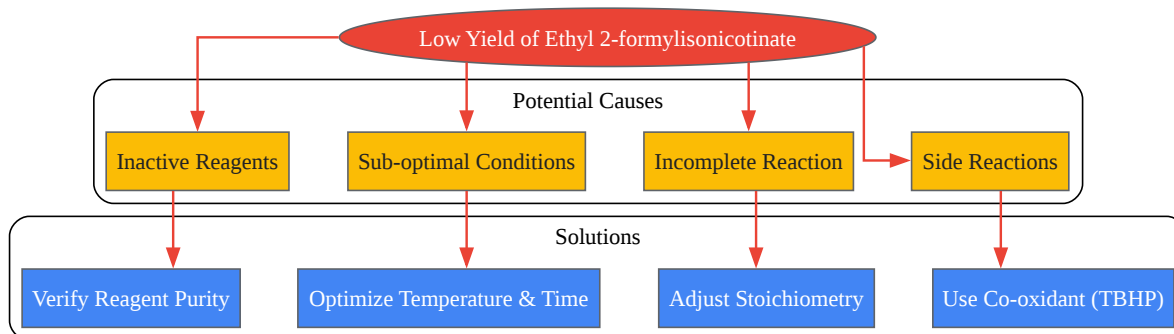 Low Yield of Ethyl 2-formylisonicotinate
Potential Causes
Inactive Reagents
Sub-optimal Conditions
Incomplete Reaction
Side Reactions
Solutions
Verify Reagent Purity
Optimize Temperature & Time
Adjust Stoichiometry
Use Co-oxidant (TBHP)